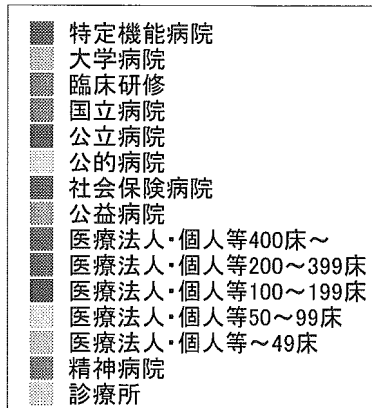 特定機能病院
大学病院
臨床研修
国立病院
公立病院
公的病院
社会保険病院
公益病院
医療法人・個人等400床～
医療法人・個人等200～399床
医療法人・個人等100～199床
医療法人・個人等50～99床
医療法人・個人等～49床
精神病院
診療所